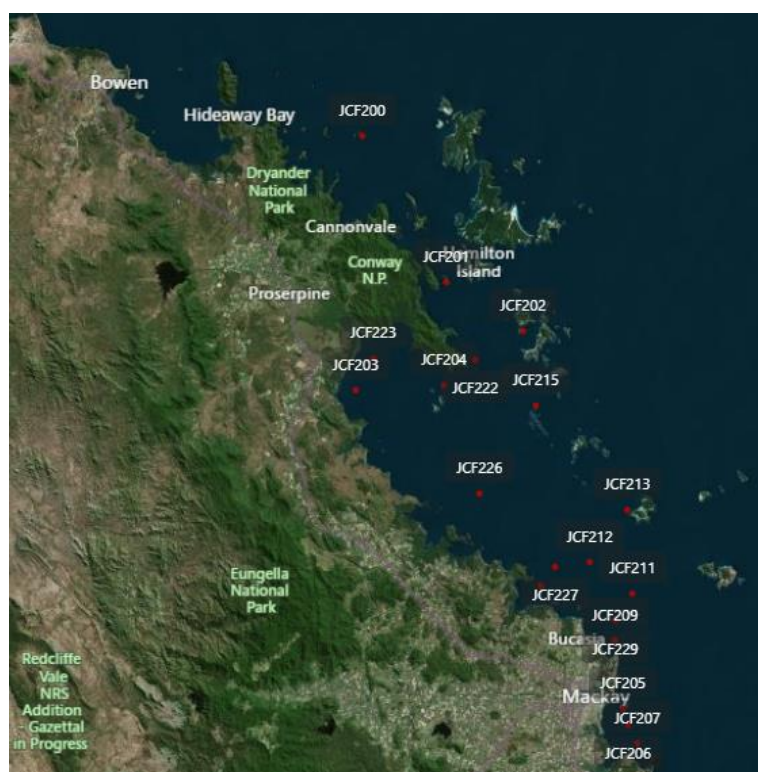 Bowen
JCF200
Hideaway Bay
Dryander
National
Park
Cannonvale
JCF201
Hamilton
Island
Conway
N.P.
Proserpine
JCF202
JCF223
JCF203
JCF204
JCF222
JCF215
JCF226
JCF213
JCF212
JCF211
Eungella
National
Park
JCF227
JCF209
Bucasia
JCF229
Redcliffe
Vale
NRS
Addition
- Gazettal
in Progress
JCF205
Mackay
JCF207
JCF206